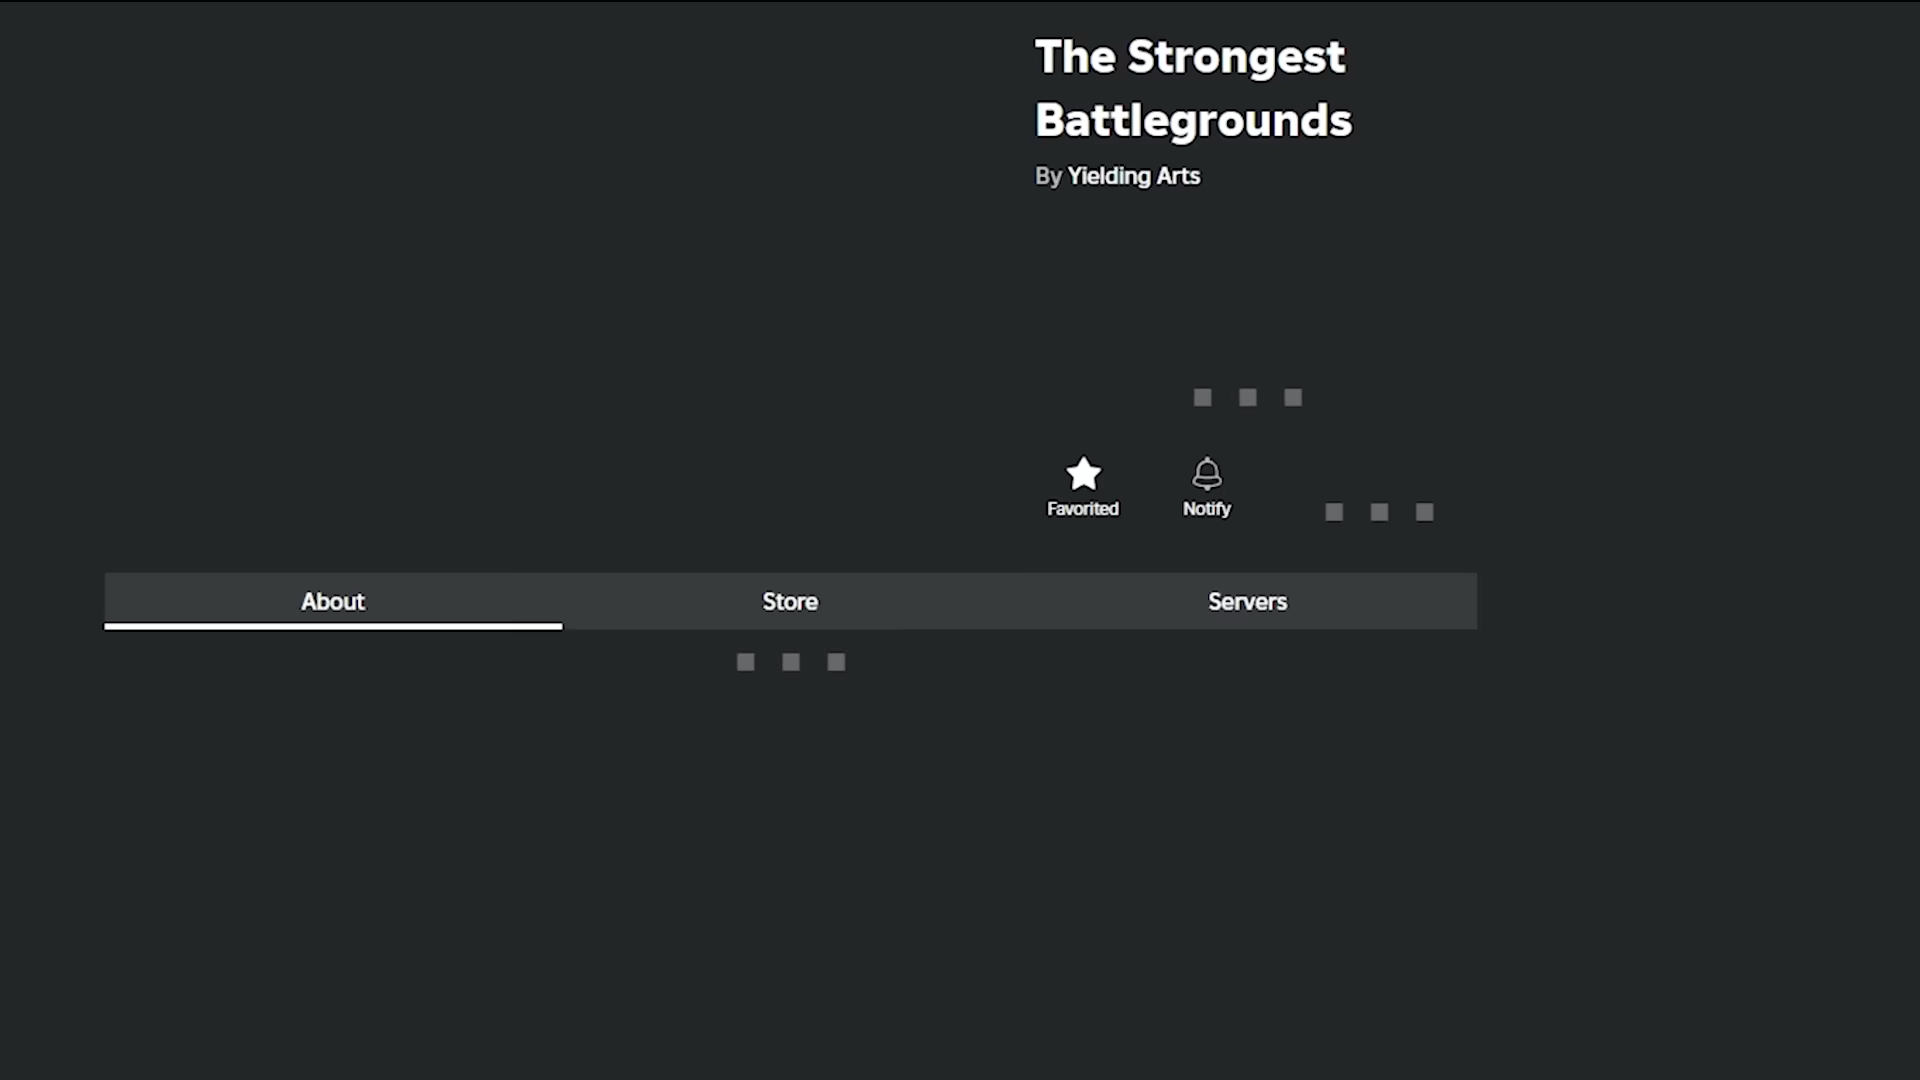 The Strongest
Battlegrounds
By Yielding Arts
Favorited
Notify
About
Store
Servers